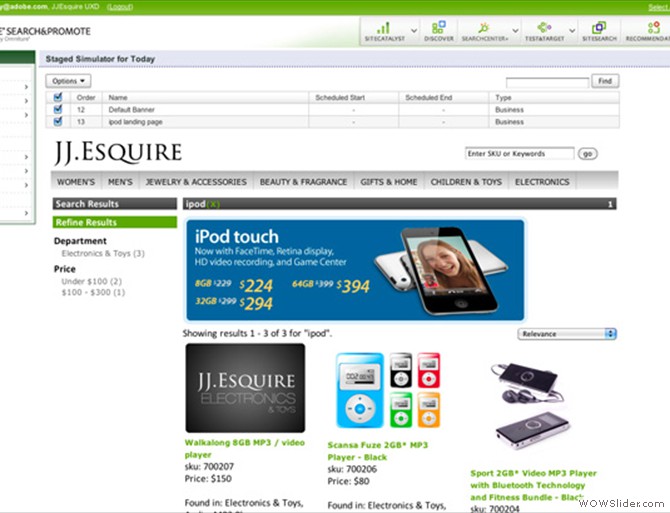 y@adobe.com, JJEsquire UXD (Logout) Select
E® SEARCH&PROMOTE
by Omniture®
SITECATALYST DISCOVER SEARCHCENTER+ TEST&TARGET SITESEARCH RECOMMENDA
Staged Simulator for Today
Options Find
Order Name Scheduled Start Scheduled End Type
12 Default Banner - - Business
13 ipod landing page - - Business
JJ.ESQUIRE
Enter SKU or Keywords go
WOMEN'S MEN'S JEWELRY & ACCESSORIES BEAUTY & FRAGRANCE GIFTS & HOME CHILDREN & TOYS ELECTRONICS
Search Results
ipod(X) 1
Refine Results
Department
Electronics & Toys (3)
Price
Under $100 (2)
$100 - $300 (1)
iPod touch
Now with FaceTime, Retina display,
HD video recording, and Game Center
8GB $229 $224 64GB $399 $394
32GB $299 $294
Showing results 1 - 3 of 3 for "ipod".
Relevance
JJ.ESQUIRE
ELECTRONICS
& TOYS
Walkalong 8GB MP3 / video
player
sku: 700207
Price: $150
Found in: Electronics & Toys,
Scansa Fuze 2GB* MP3
Player - Black
sku: 700206
Price: $80
Found in: Electronics & Toys,
Sport 2GB* Video MP3 Player
with Bluetooth Technology
and Fitness Bundle - Black
sku: 700204
WOWSlider.com